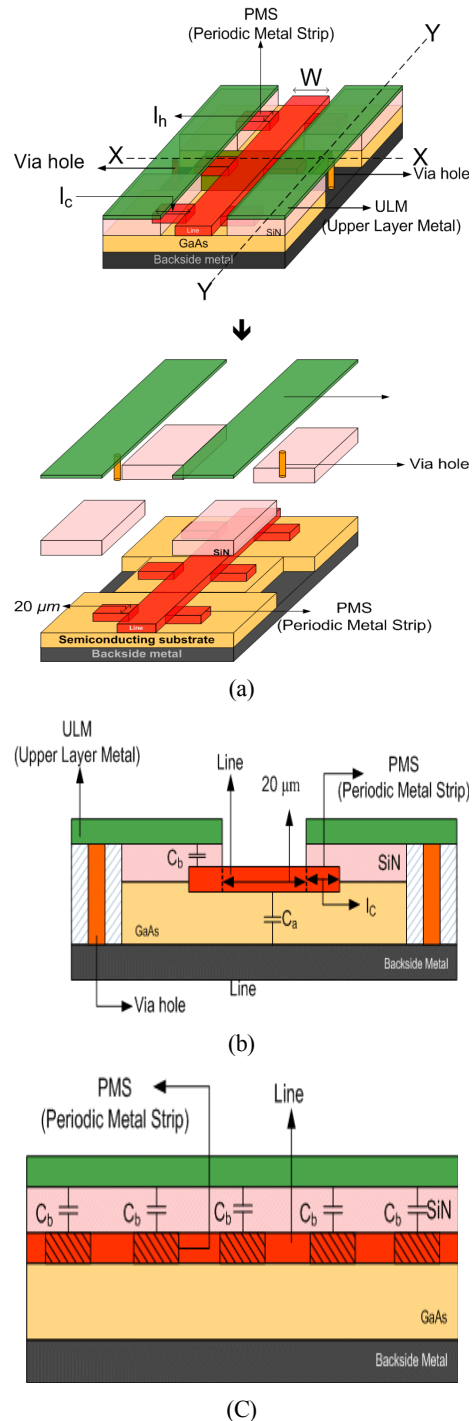 PMS
(Periodic Metal Strip)
Y
W
I_h
Via hole
X
X
Via hole
I_c
ULM
(Upper Layer Metal)
SiN
Line
GaAs
Backside metal
Y
Via hole
SiN
20 μm
PMS
(Periodic Metal Strip)
Line
Semiconducting substrate
Backside metal
(a)
ULM
(Upper Layer Metal)
Line
PMS
(Periodic Metal Strip)
20 μm
C_b
SiN
I_C
C_a
GaAs
Backside Metal
Line
Via hole
(b)
PMS
(Periodic Metal Strip)
Line
C_b
C_b
C_b
C_b
C_b
SiN
GaAs
Backside Metal
(C)